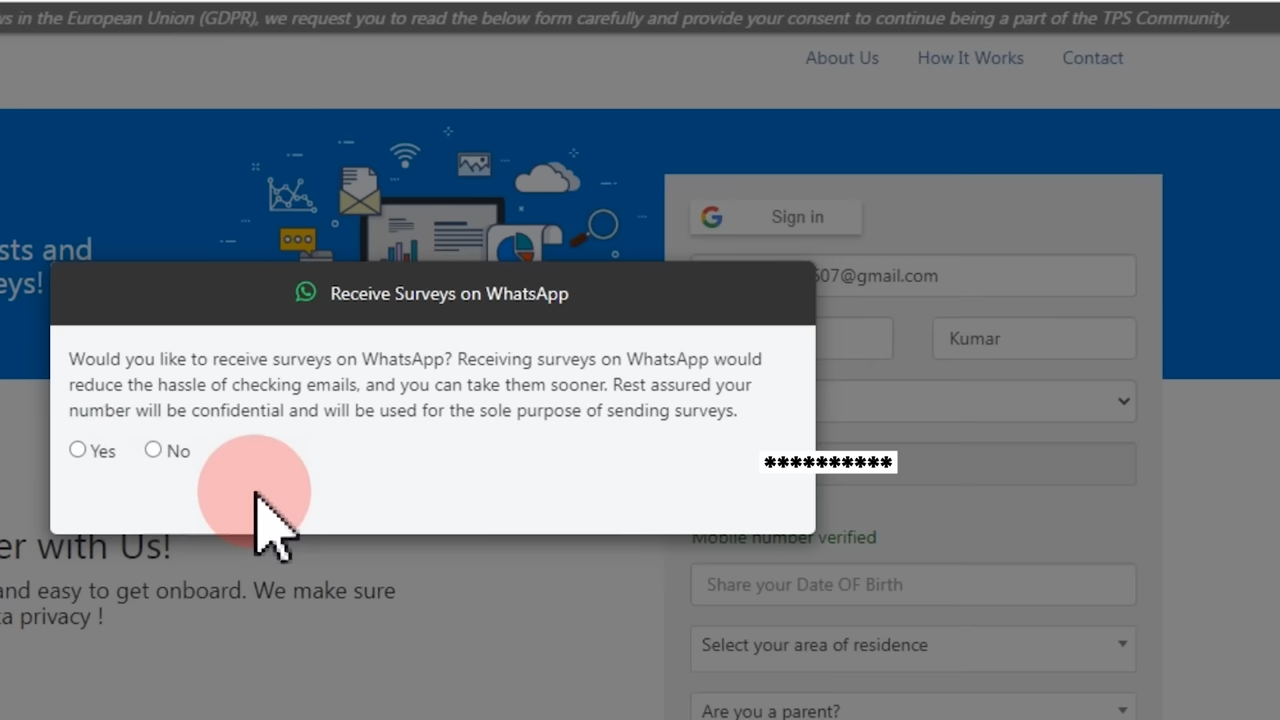 ws in the European Union (GDPR), we request you to read the below form carefully and provide your consent to continue being a part of the TPS Community.
About Us How It Works Contact
sts and
eys!
Sign in
507@gmail.com
Receive Surveys on WhatsApp
Kumar
Would you like to receive surveys on WhatsApp? Receiving surveys on WhatsApp would
reduce the hassle of checking emails, and you can take them sooner. Rest assured your
number will be confidential and will be used for the sole purpose of sending surveys.
Yes No
**********
er with Us!
Mobile number verified
and easy to get onboard. We make sure
ta privacy !
Share your Date OF Birth
Select your area of residence
Are you a parent?